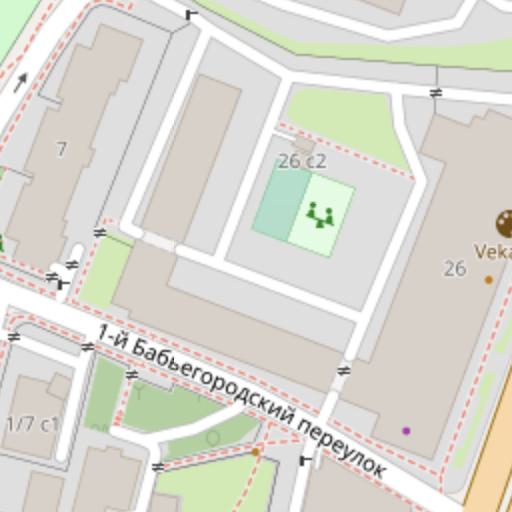 7
26 с2
Veka
26
1-й Бабьегородский переулок
1/7 с1